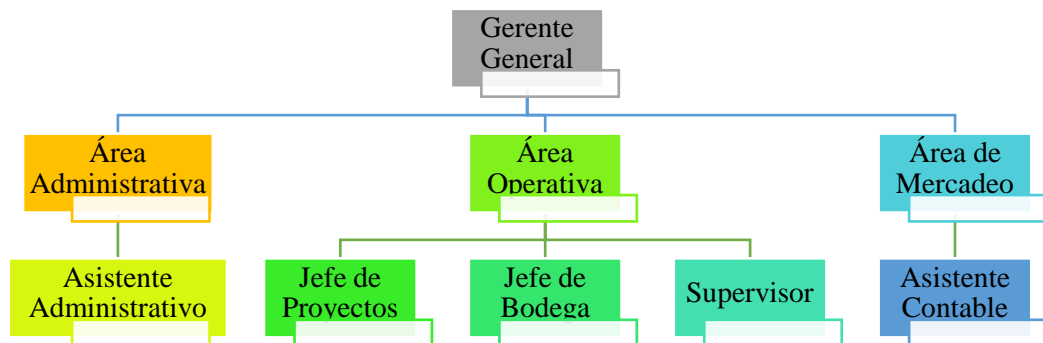 Gerente
General
Área
Administrativa
Área
Operativa
Área de
Mercadeo
Asistente
Administrativo
Jefe de
Proyectos
Jefe de
Bodega
Supervisor
Asistente
Contable